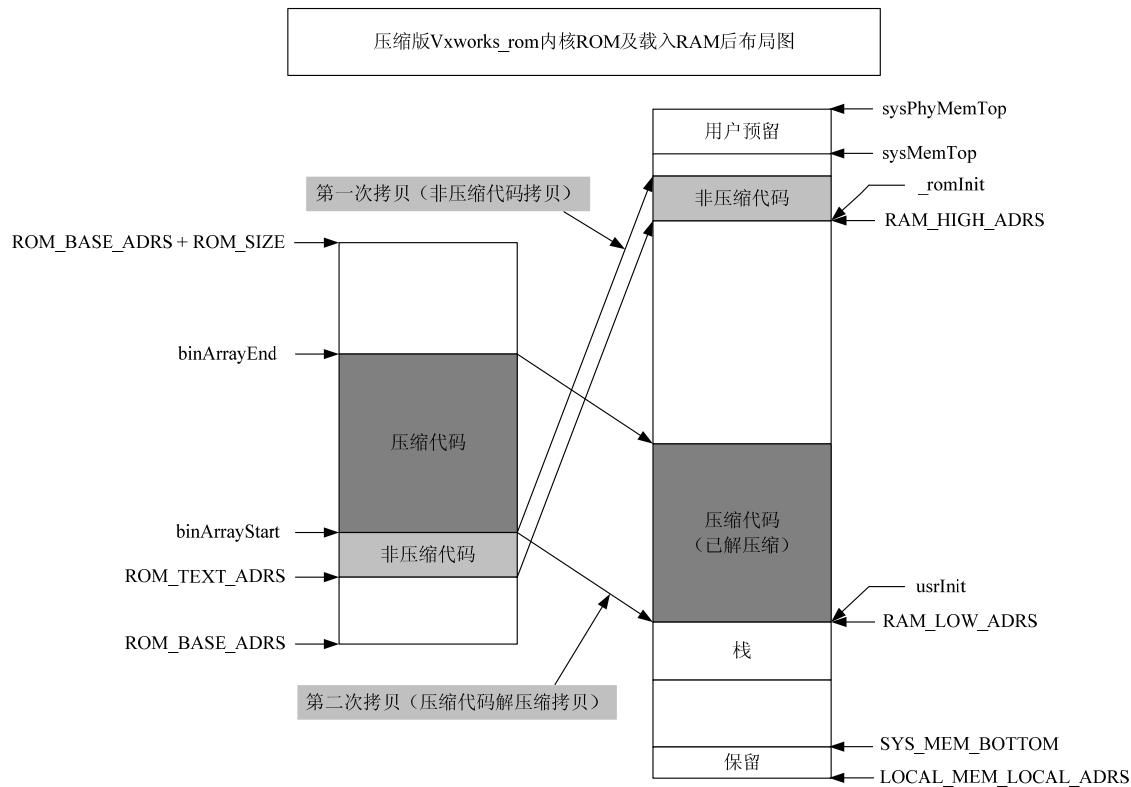 压缩版Vxworks_rom内核ROM及载入RAM后布局图
sysPhyMemTop
用户预留
sysMemTop
第一次拷贝（非压缩代码拷贝）
_romInit
非压缩代码
RAM_HIGH_ADRS
ROM_BASE_ADRS + ROM_SIZE
binArrayEnd
压缩代码
压缩代码
（已解压缩）
binArrayStart
非压缩代码
ROM_TEXT_ADRS
usrInit
RAM_LOW_ADRS
ROM_BASE_ADRS
栈
第二次拷贝（压缩代码解压缩拷贝）
SYS_MEM_BOTTOM
保留
LOCAL_MEM_LOCAL_ADRS